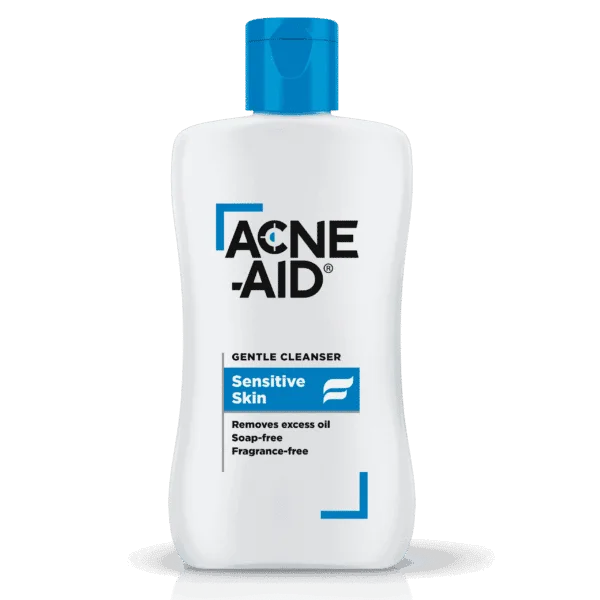 ACNE
-AID®
GENTLE CLEANSER
Sensitive
Skin
Removes excess oil
Soap-free
Fragrance-free